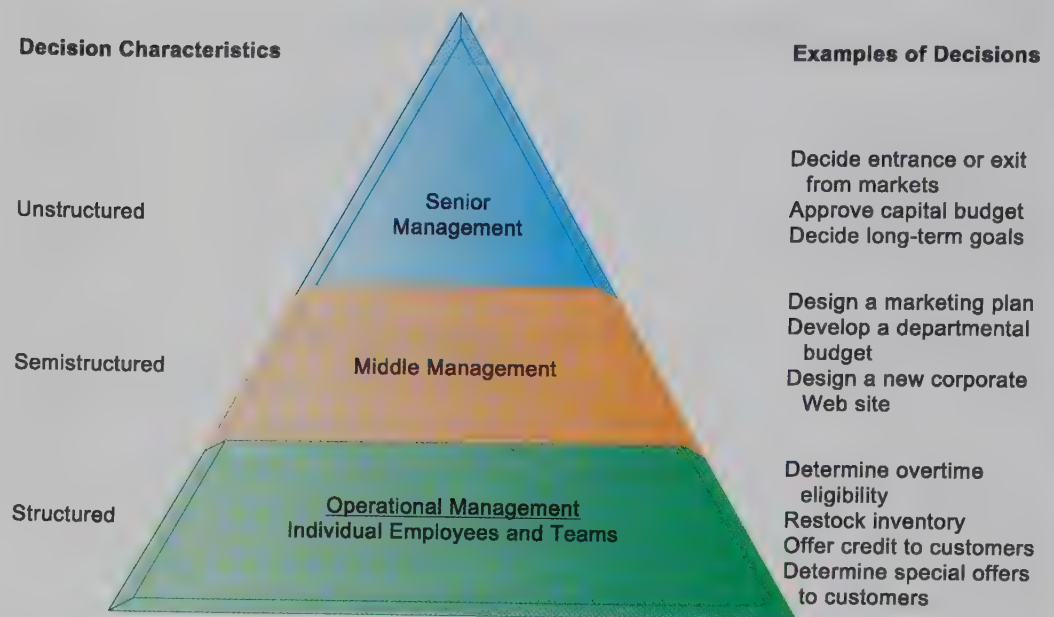 Decision Characteristics
Examples of Decisions
Unstructured
Senior
Management
Decide entrance or exit
from markets
Approve capital budget
Decide long-term goals
Semistructured
Middle Management
Design a marketing plan
Develop a departmental
budget
Design a new corporate
Web site
Structured
Operational Management
Individual Employees and Teams
Determine overtime
eligibility
Restock inventory
Offer credit to customers
Determine special offers
to customers